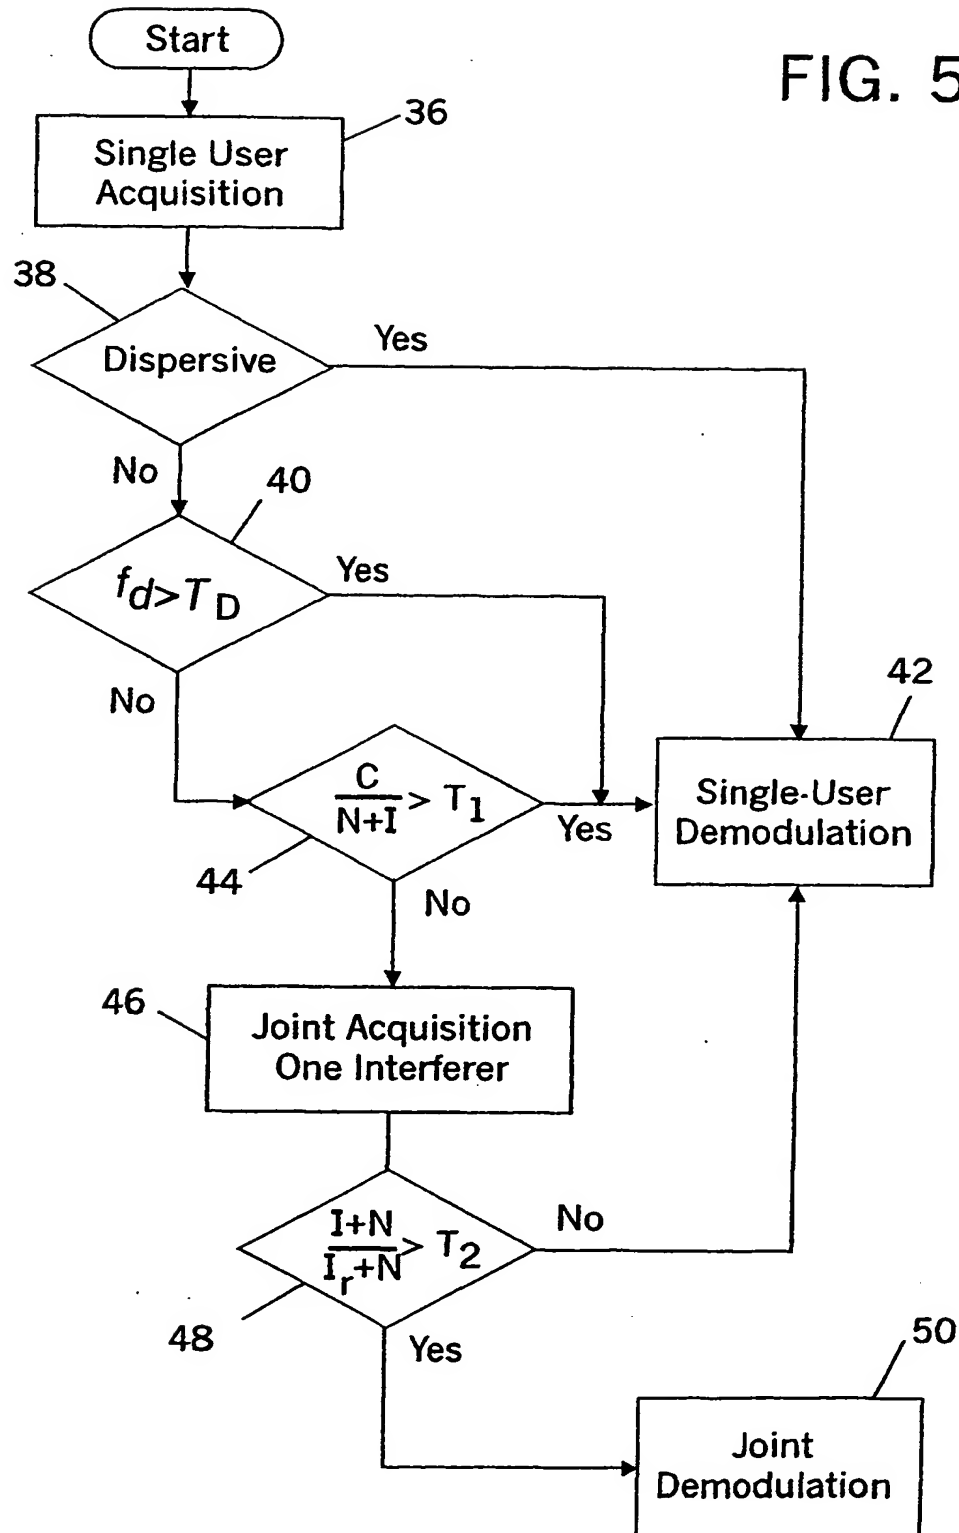 Start
FIG. 5
36
Single User
Acquisition
38
Dispersive
Yes
No
40
fd>TD
Yes
No
42
C
N+I
> T1
Yes
Single-User
Demodulation
44
No
46
Joint Acquisition
One Interferer
I+N
Ir+N
> T2
No
48
Yes
50
Joint
Demodulation